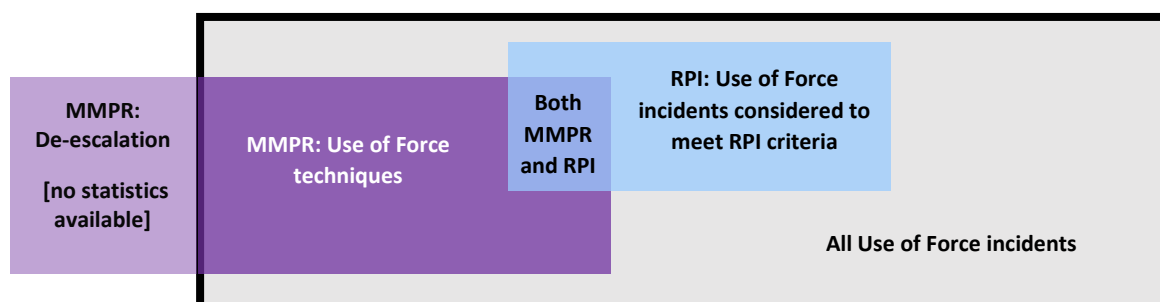 MMPR:
De-escalation
[no statistics
available]
MMPR: Use of Force
techniques
Both
MMPR
and RPI
RPI: Use of Force
incidents considered to
meet RPI criteria
All Use of Force incidents